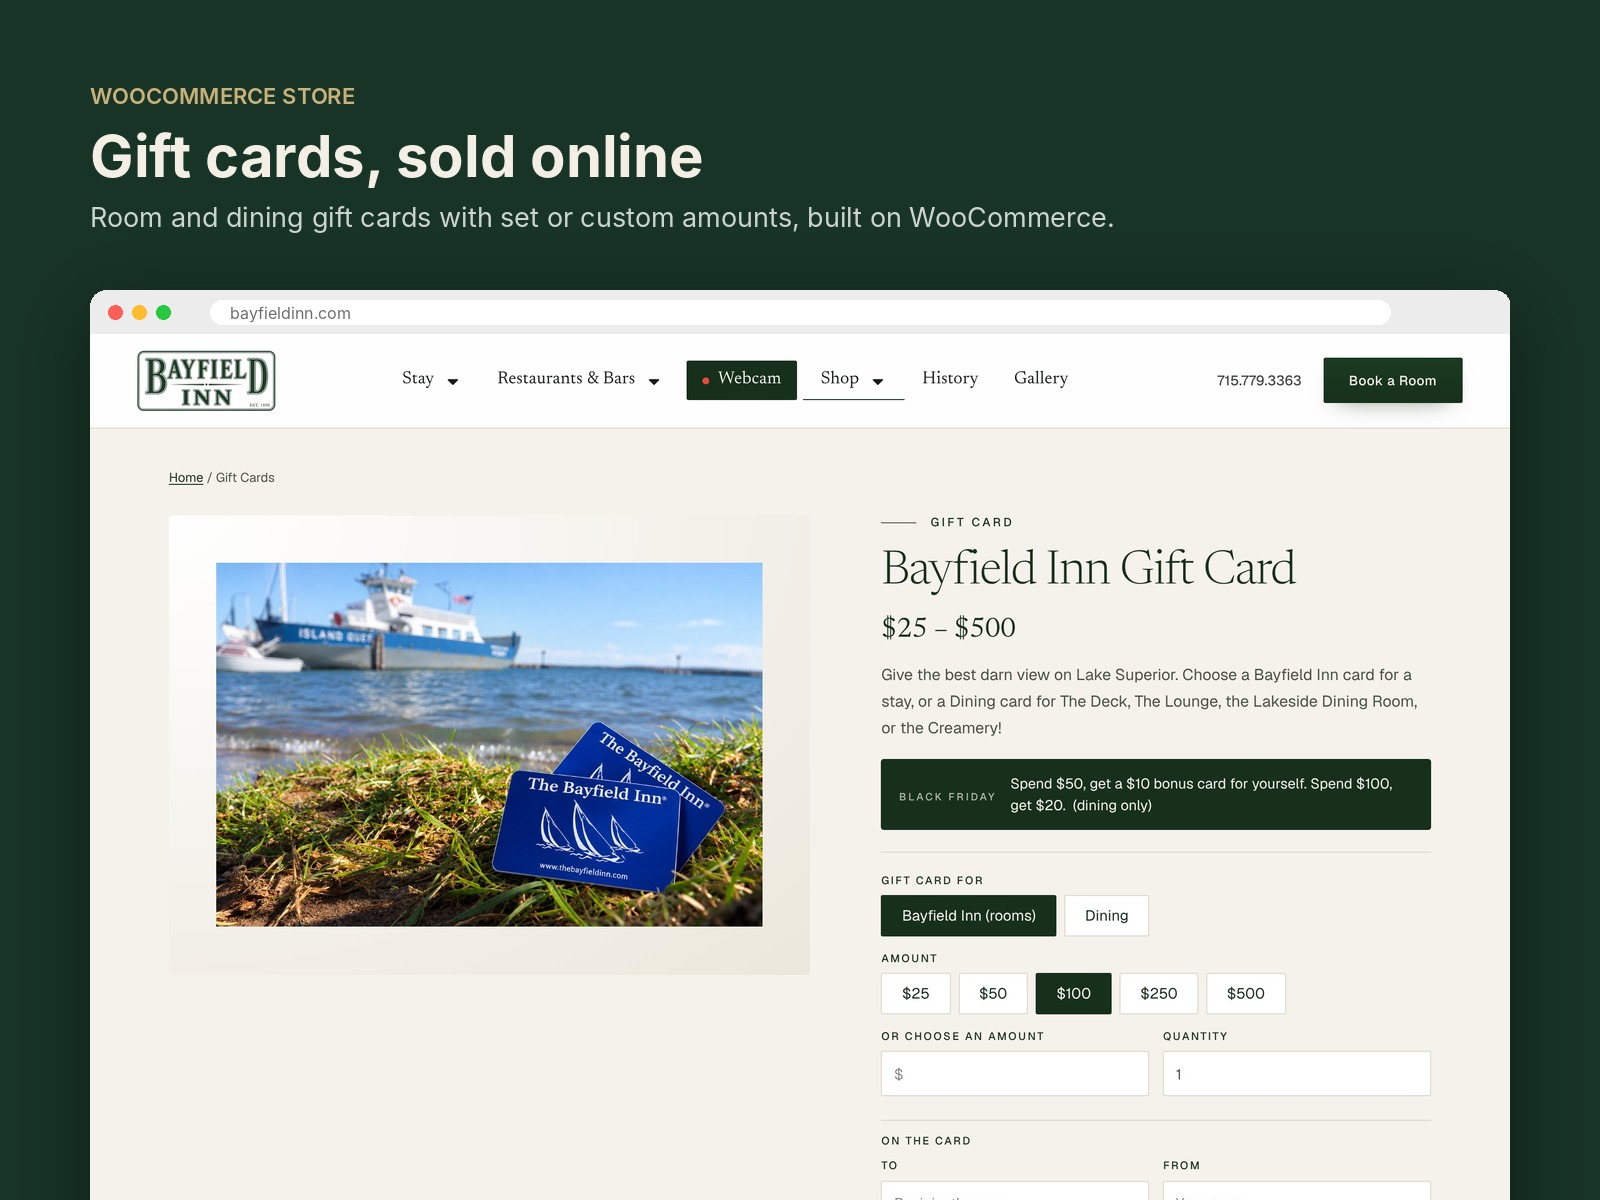 WOOCOMMERCE STORE
Gift cards, sold online
Room and dining gift cards with set or custom amounts, built on WooCommerce.
bayfieldinn.com
BAYFIELD
INN
EST. 1890
Stay
Restaurants & Bars
Webcam
Shop
History
Gallery
715.779.3363
Book a Room
Home / Gift Cards
ISLAND QUEEN
The Bayfield Inn®
The Bayfield Inn®
www.thebayfieldinn.com
GIFT CARD
Bayfield Inn Gift Card
$25 – $500
Give the best darn view on Lake Superior. Choose a Bayfield Inn card for a
stay, or a Dining card for The Deck, The Lounge, the Lakeside Dining Room,
or the Creamery!
BLACK FRIDAY
Spend $50, get a $10 bonus card for yourself. Spend $100,
get $20. (dining only)
GIFT CARD FOR
Bayfield Inn (rooms)
Dining
AMOUNT
$25
$50
$100
$250
$500
OR CHOOSE AN AMOUNT
QUANTITY
$
1
ON THE CARD
TO
FROM